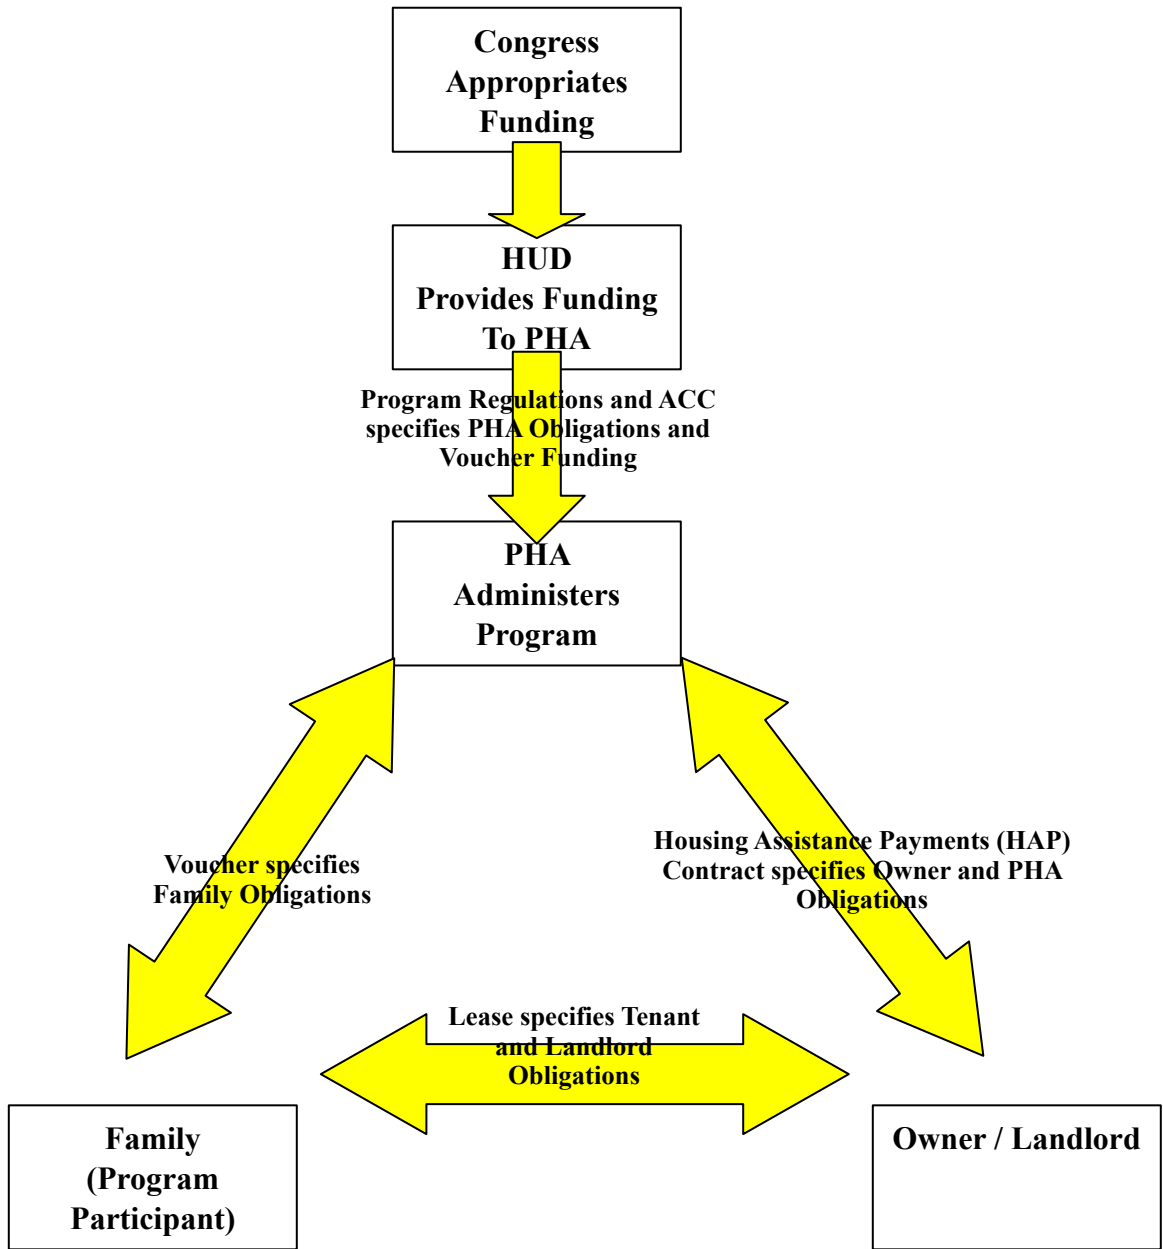 Congress
Appropriates
Funding
HUD
Provides Funding
To PHA
Program Regulations and ACC
specifies PHA Obligations and
Voucher Funding
PHA
Administers
Program
Voucher specifies
Family Obligations
Housing Assistance Payments (HAP)
Contract specifies Owner and PHA
Obligations
Lease specifies Tenant
and Landlord
Obligations
Family
(Program
Participant)
Owner / Landlord